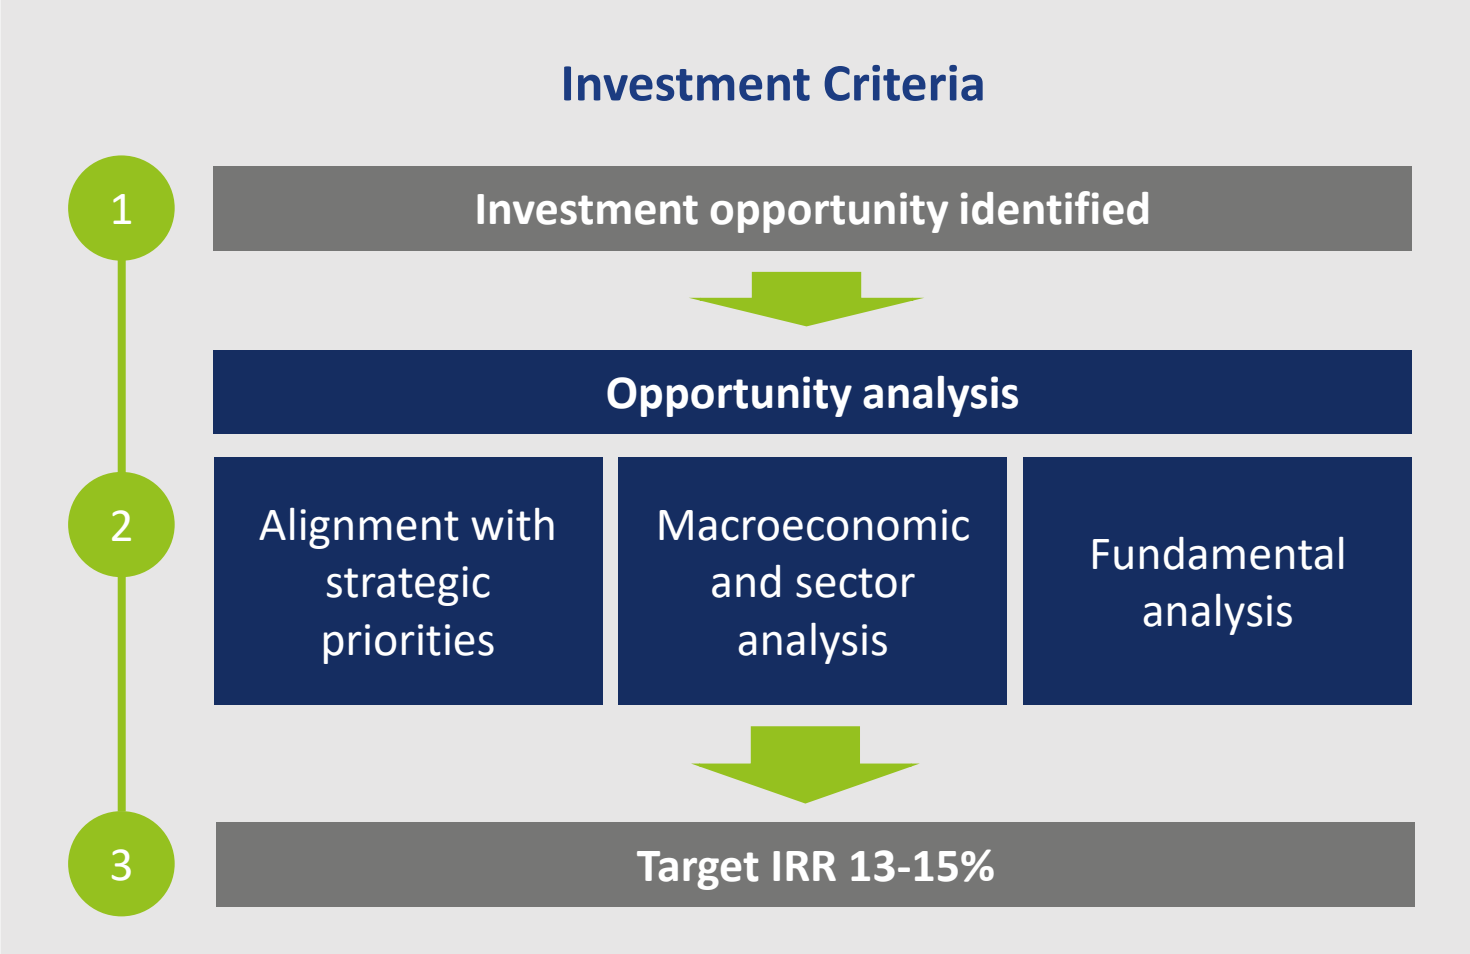 Investment Criteria
1
Investment opportunity identified
Opportunity analysis
2
Alignment with
strategic
priorities
Macroeconomic
and sector
analysis
Fundamental
analysis
3
Target IRR 13-15%